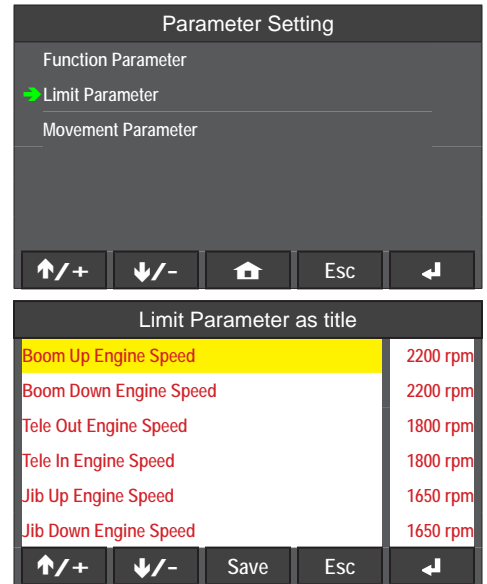 Parameter Setting
Function Parameter
Limit Parameter
Movement Parameter
↑/+ ↓/- Esc
Limit Parameter as title
Boom Up Engine Speed 2200 rpm
Boom Down Engine Speed 2200 rpm
Tele Out Engine Speed 1800 rpm
Tele In Engine Speed 1800 rpm
Jib Up Engine Speed 1650 rpm
Jib Down Engine Speed 1650 rpm
↑/+ ↓/- Save Esc